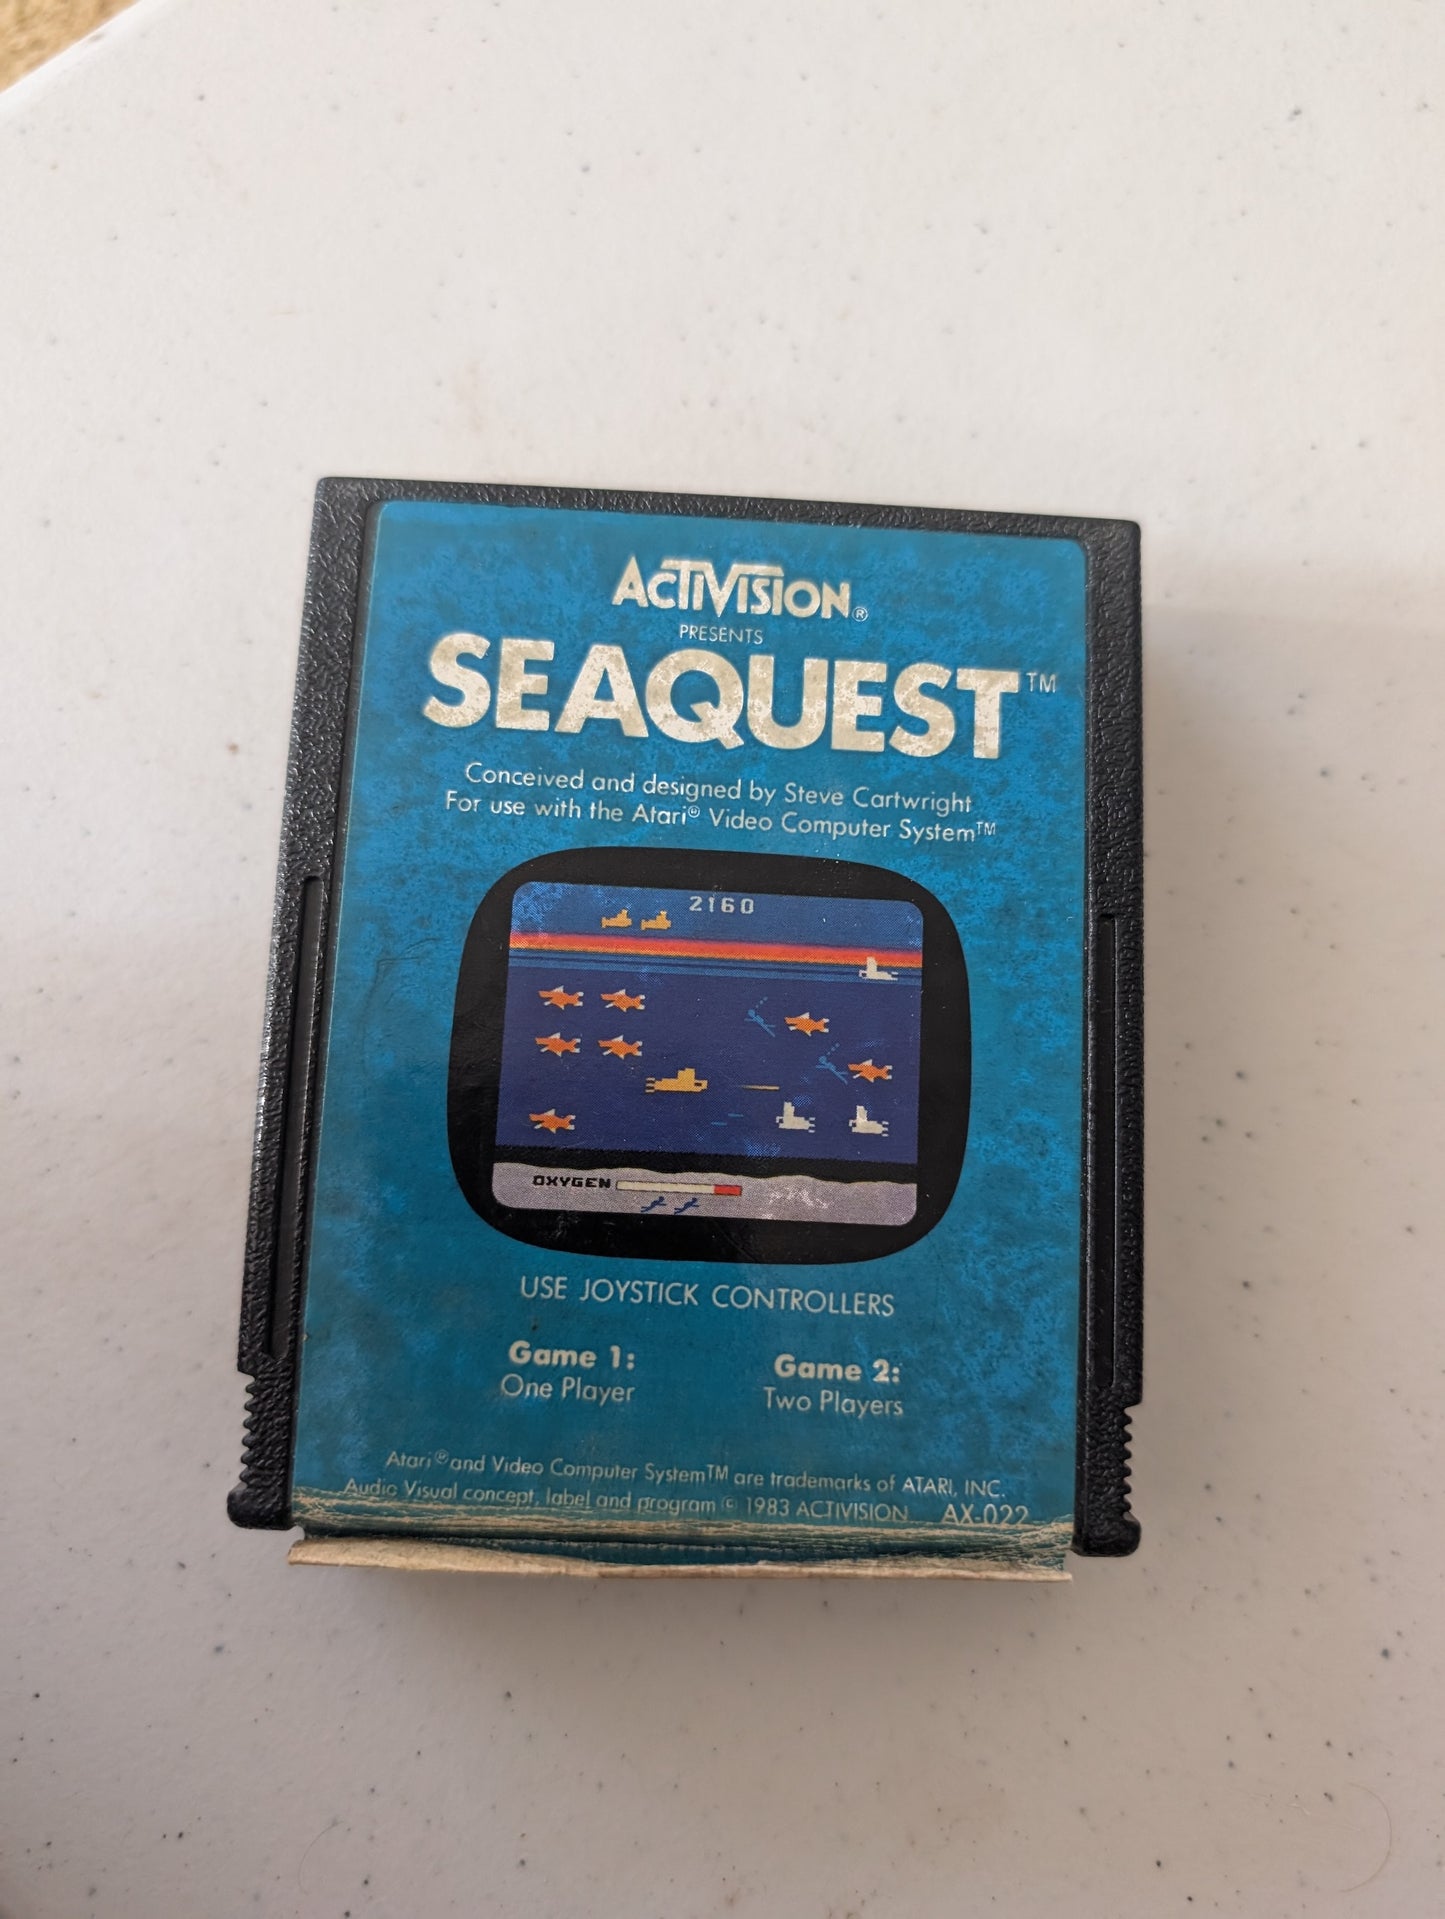 ACTIVISION®
PRESENTS
SEAQUEST™
Conceived and designed by Steve Cartwright
For use with the Atari® Video Computer System™
2160
OXYGEN
USE JOYSTICK CONTROLLERS
Game 1:
One Player
Game 2:
Two Players
Atari® and Video Computer System™ are trademarks of ATARI, INC.
Audio Visual concept, label and program © 1983 ACTIVISION AX-022